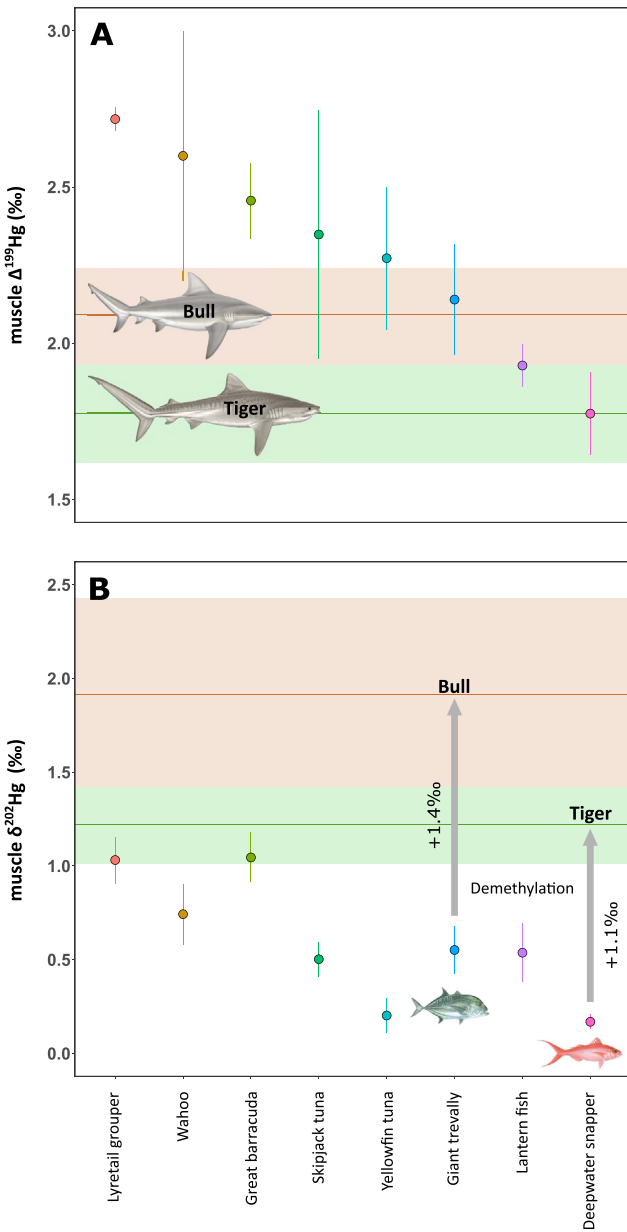 A
3.0
2.5
2.0
1.5
muscle Δ¹⁹⁹Hg (‰)
Bull
Tiger
B
2.5
2.0
1.5
1.0
0.5
0.0
muscle δ²⁰²Hg (‰)
Bull
Tiger
+1.4‰
Demethylation
+1.1‰
Lyretail grouper
Wahoo
Great barracuda
Skipjack tuna
Yellowfin tuna
Giant trevally
Lantern fish
Deepwater snapper